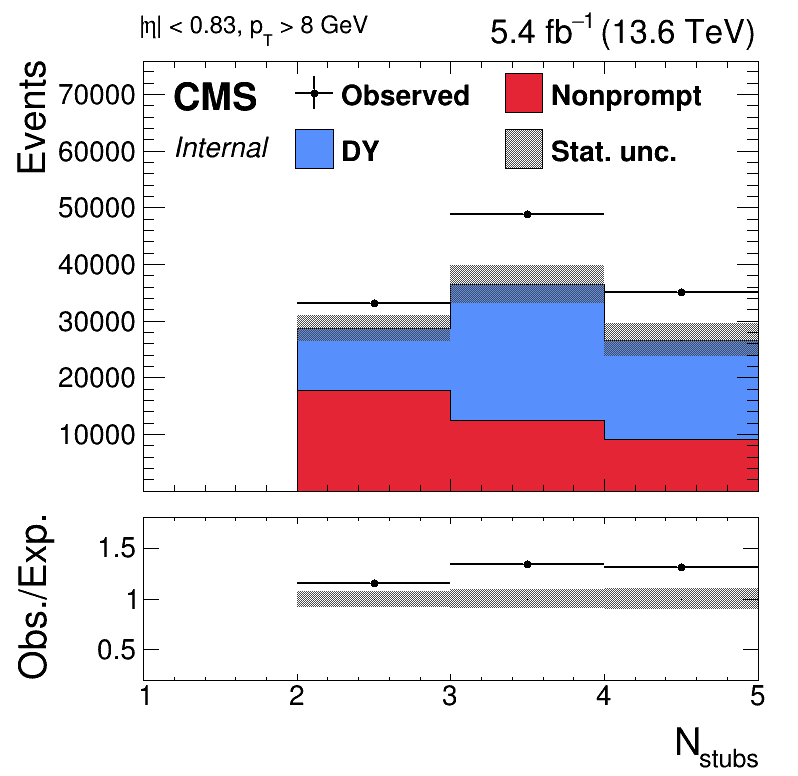 |η| < 0.83, p_T > 8 GeV
5.4 fb⁻¹ (13.6 TeV)
Events
70000
60000
50000
40000
30000
20000
10000
CMS
Internal
Observed
Nonprompt
DY
Stat. unc.
Obs./Exp.
1.5
1
0.5
1 2 3 4 5
N_stubs